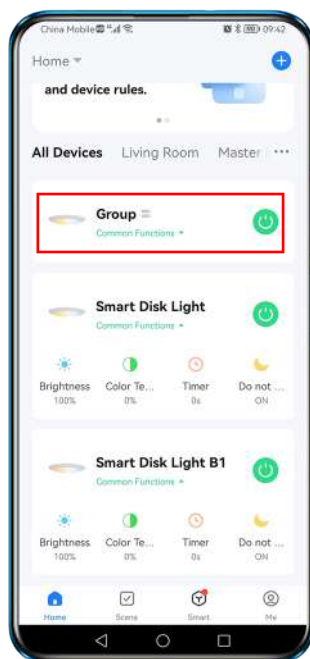 China Mobile 09:42
Home
and device rules.
All Devices Living Room Master ...
Group
Common Functions
Smart Disk Light
Common Functions
Brightness Color Te... Timer Do not ...
100% 0% 0s ON
Smart Disk Light B1
Common Functions
Brightness Color Te... Timer Do not ...
100% 0% 0s ON
Home Scene Smart Me